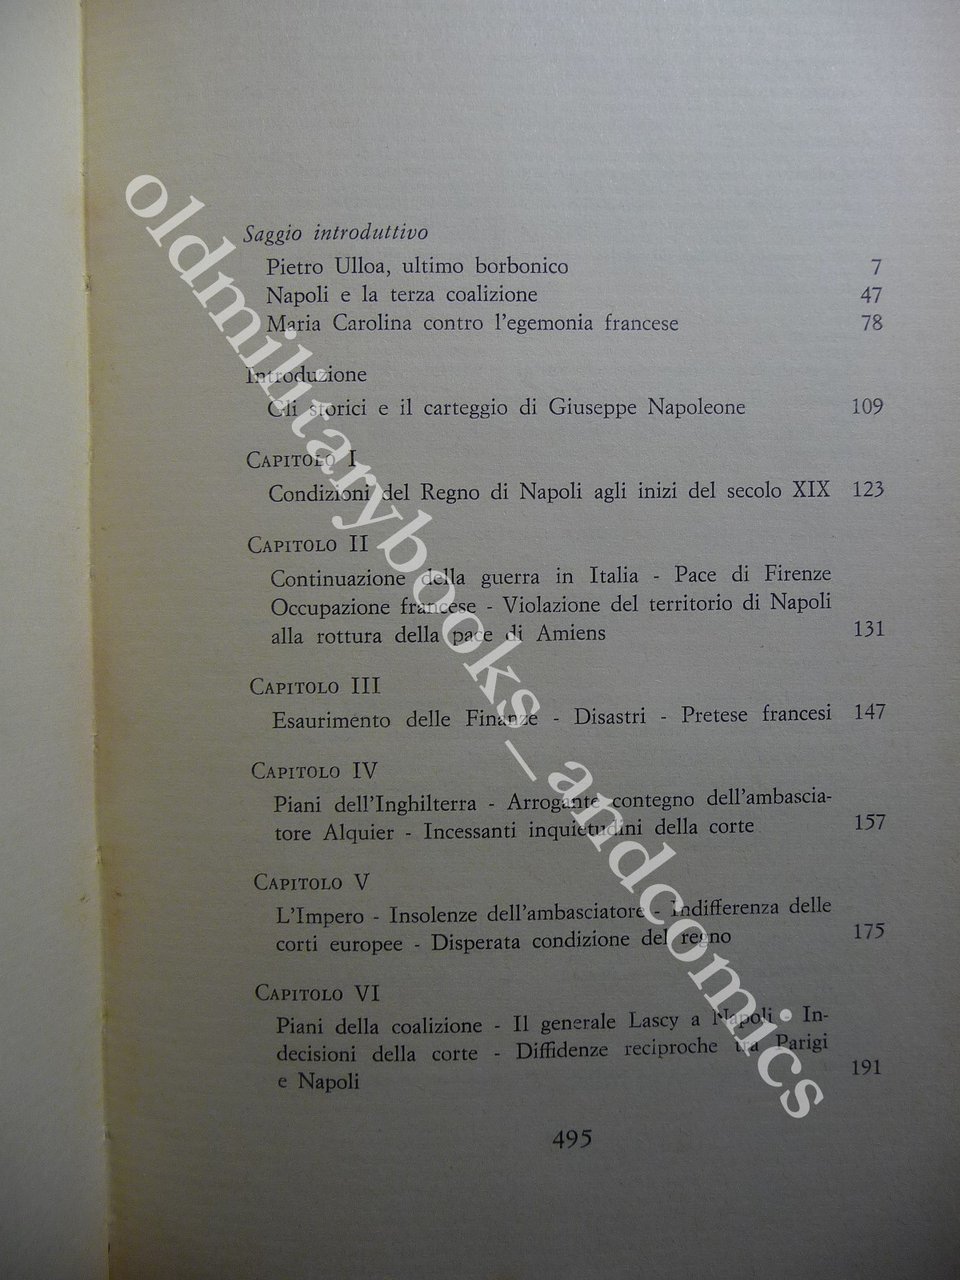 Saggio introduttivo
Pietro Ulloa, ultimo borbonico 7
Napoli e la terza coalizione 47
Maria Carolina contro l'egemonia francese 78
Introduzione
Gli storici e il carteggio di Giuseppe Napoleone 109
CAPITOLO I
Condizioni del Regno di Napoli agli inizi del secolo XIX 123
CAPITOLO II
Continuazione della guerra in Italia - Pace di Firenze
Occupazione francese - Violazione del territorio di Napoli
alla rottura della pace di Amiens 131
CAPITOLO III
Esaurimento delle Finanze - Disastri - Pretese francesi 147
CAPITOLO IV
Piani dell'Inghilterra - Arrogante contegno dell'ambascia-
tore Alquier - Incessanti inquietudini della corte 157
CAPITOLO V
L'Impero - Insolenze dell'ambasciatore - Indifferenza delle
corti europee - Disperata condizione del regno 175
CAPITOLO VI
Piani della coalizione - Il generale Lascy a Napoli - In-
decisioni della corte - Diffidenze reciproche tra Parigi
e Napoli 191
495
oldmilitarybooks_andcomics